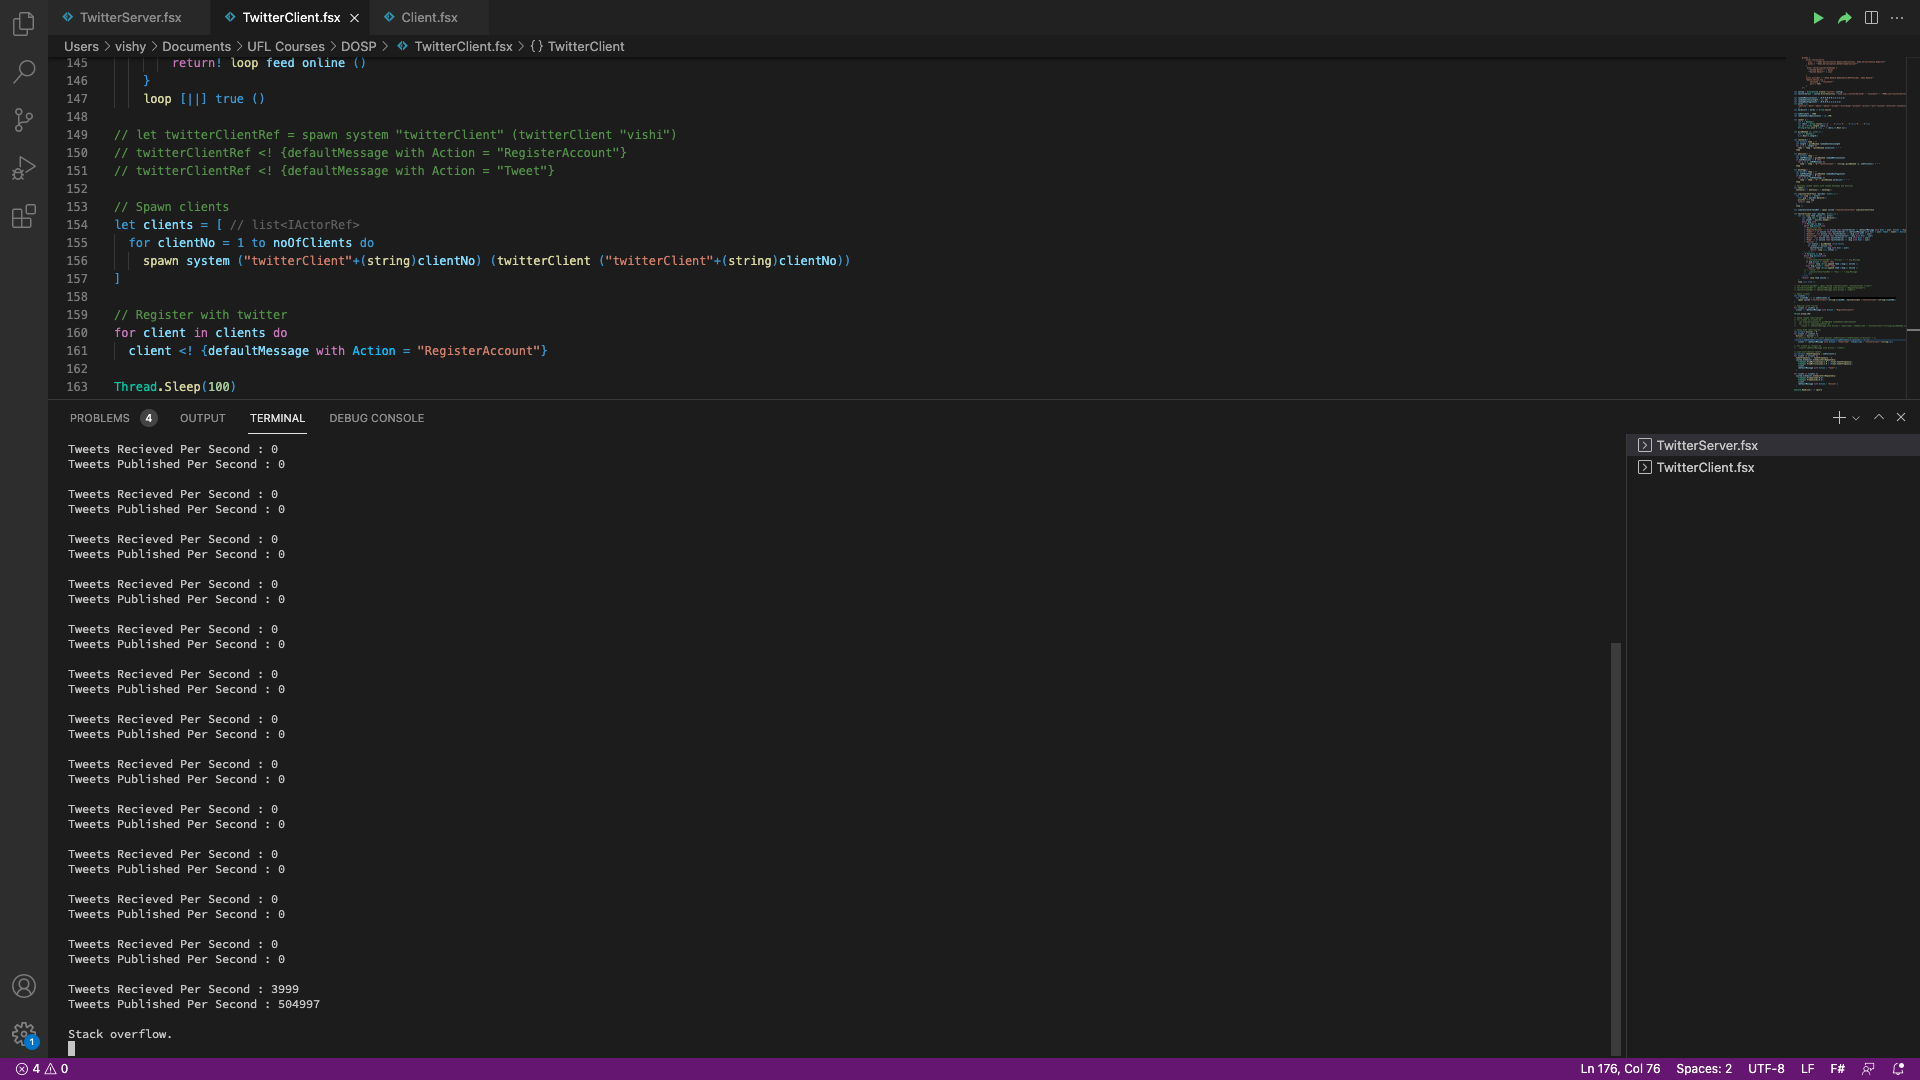 TwitterServer.fsx TwitterClient.fsx Client.fsx
Users > vishy > Documents > UFL Courses > DOSP > TwitterClient.fsx > {} TwitterClient
145 return! loop feed online ()
146 }
147 loop [||] true ()
148
149 // let twitterClientRef = spawn system "twitterClient" (twitterClient "vishi")
150 // twitterClientRef <! {defaultMessage with Action = "RegisterAccount"}
151 // twitterClientRef <! {defaultMessage with Action = "Tweet"}
152
153 // Spawn clients
154 let clients = [ // list<IActorRef>
155 for clientNo = 1 to noOfClients do
156 spawn system ("twitterClient"+(string)clientNo) (twitterClient ("twitterClient"+(string)clientNo))
157 ]
158
159 // Register with twitter
160 for client in clients do
161 client <! {defaultMessage with Action = "RegisterAccount"}
162
163 Thread.Sleep(100)
PROBLEMS 4 OUTPUT TERMINAL DEBUG CONSOLE
TwitterServer.fsx
TwitterClient.fsx
Tweets Recieved Per Second : 0
Tweets Published Per Second : 0
Tweets Recieved Per Second : 0
Tweets Published Per Second : 0
Tweets Recieved Per Second : 0
Tweets Published Per Second : 0
Tweets Recieved Per Second : 0
Tweets Published Per Second : 0
Tweets Recieved Per Second : 0
Tweets Published Per Second : 0
Tweets Recieved Per Second : 0
Tweets Published Per Second : 0
Tweets Recieved Per Second : 0
Tweets Published Per Second : 0
Tweets Recieved Per Second : 0
Tweets Published Per Second : 0
Tweets Recieved Per Second : 0
Tweets Published Per Second : 0
Tweets Recieved Per Second : 0
Tweets Published Per Second : 0
Tweets Recieved Per Second : 0
Tweets Published Per Second : 0
Tweets Recieved Per Second : 0
Tweets Published Per Second : 0
Tweets Recieved Per Second : 3999
Tweets Published Per Second : 504997
Stack overflow.
1
4 0 Ln 176, Col 76 Spaces: 2 UTF-8 LF F#